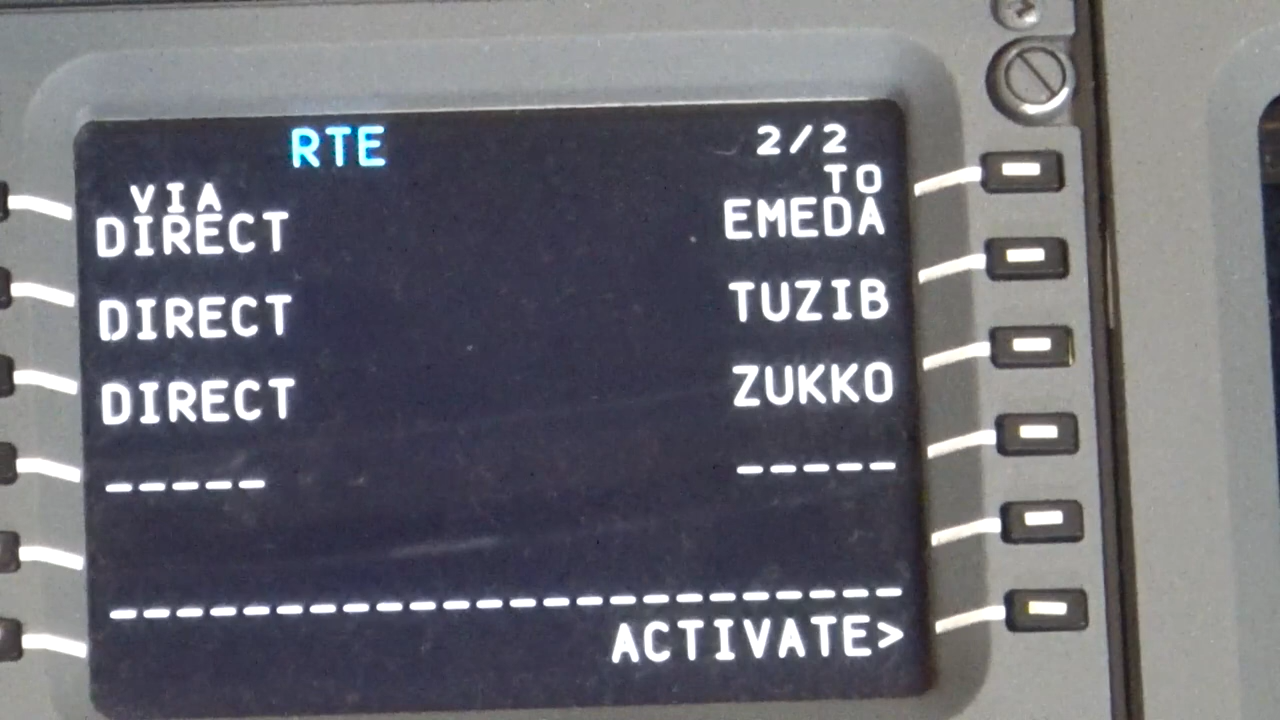 RTE 2/2
VIA TO
DIRECT EMEDA
DIRECT TUZIB
DIRECT ZUKKO
----- -----
------------------------
ACTIVATE>